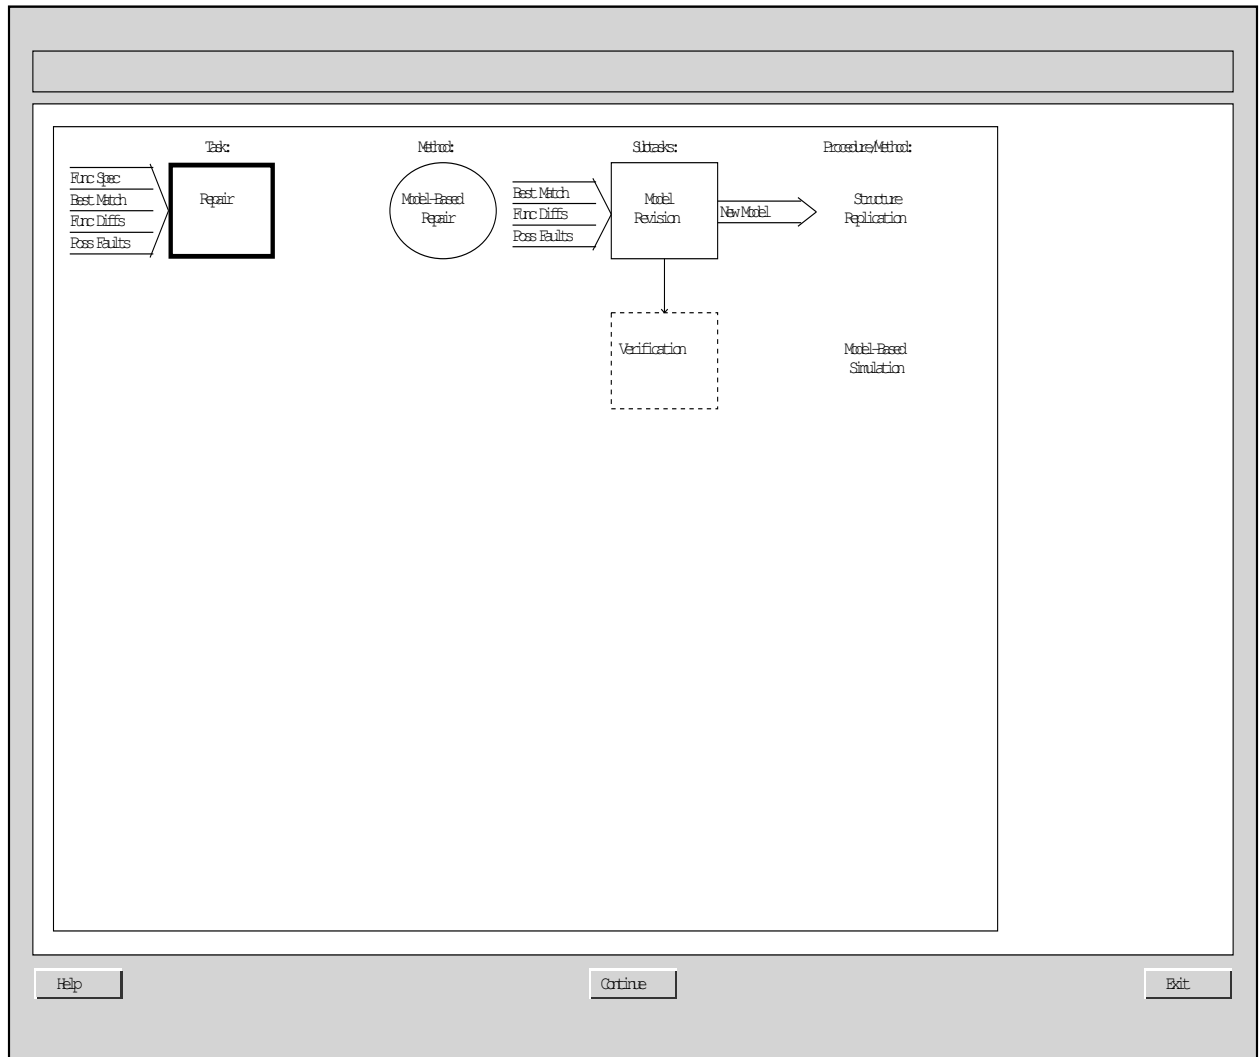 Task:
Method:
Subtasks:
Procedure/Method:
Func Spec
Best Match
Func Diffs
Poss Faults
Repair
Model-Based
Repair
Best Match
Func Diffs
Poss Faults
Model
Revision
New Model
Structure
Replication
Verification
Model-Based
Simulation
Help
Continue
Exit